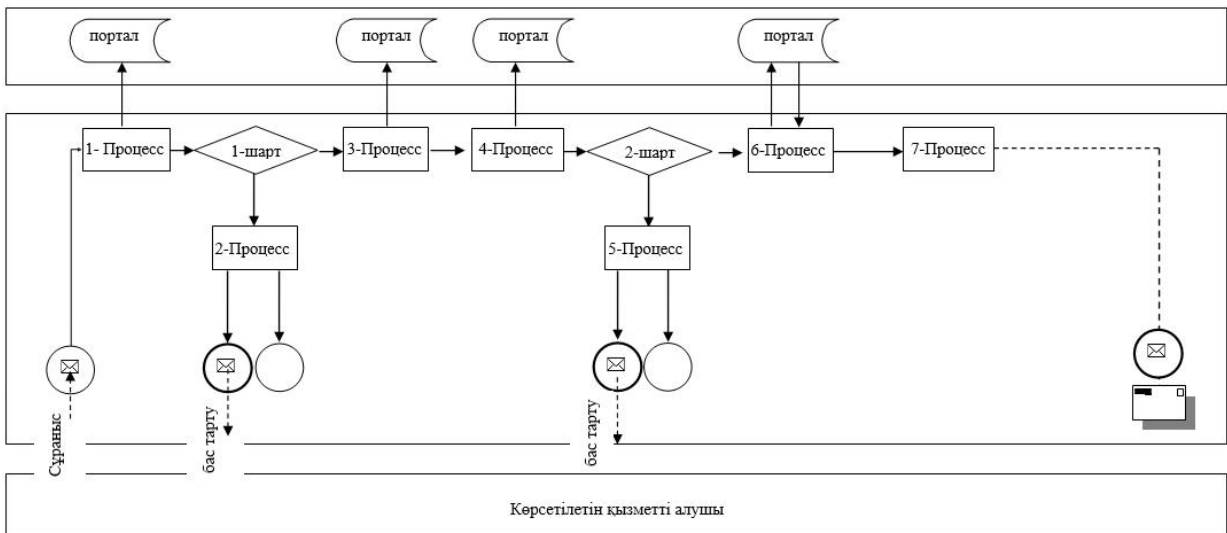 портал
портал
портал
портал
1- Процесс
1-шарт
3-Процесс
4-Процесс
2-шарт
6-Процесс
7-Процесс
2-Процесс
5-Процесс
Сұраныс
бас тарту
бас тарту
Көрсетілетін қызметті алушы